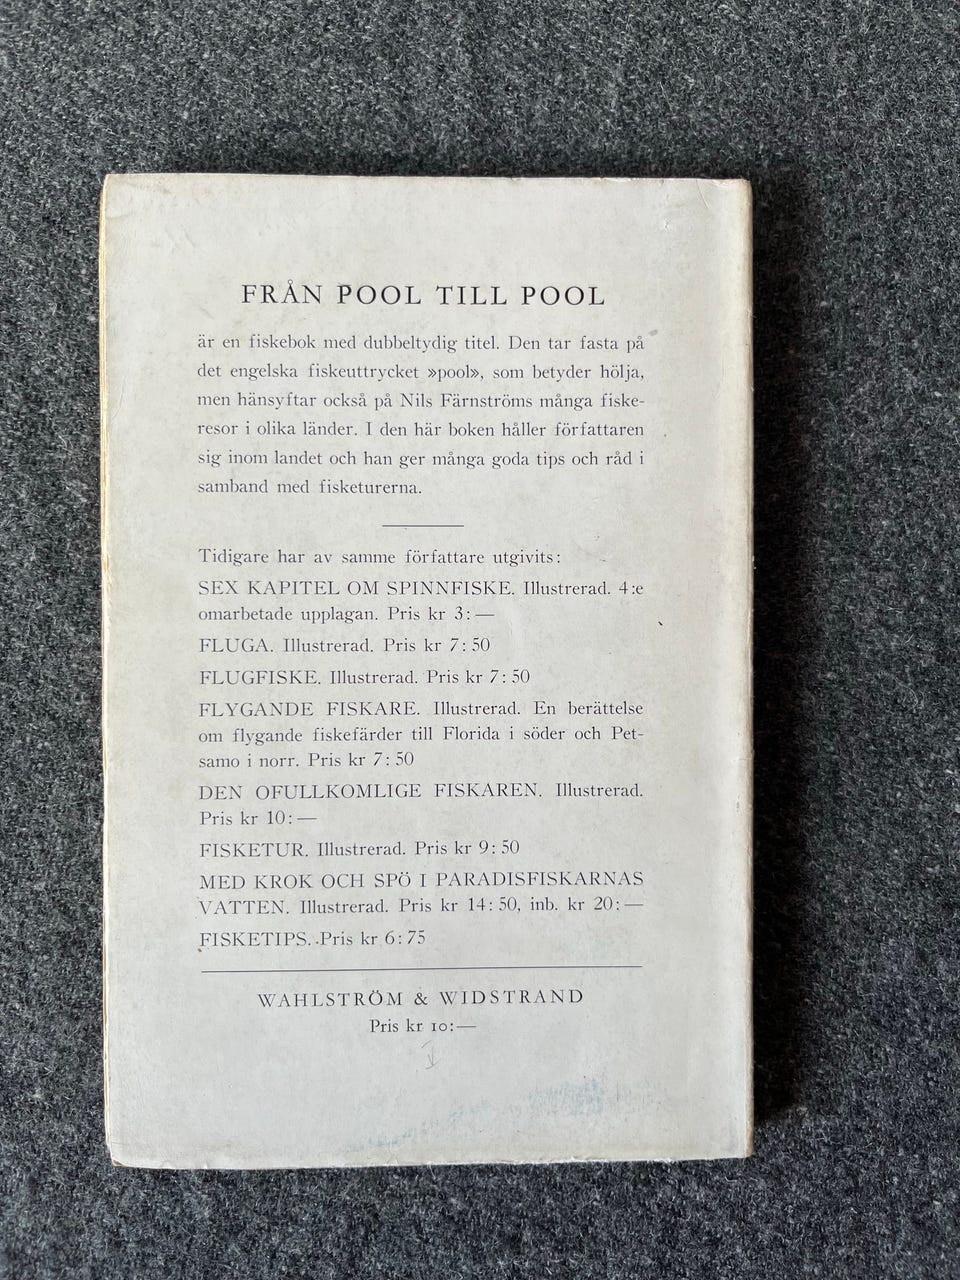 FRÅN POOL TILL POOL
är en fiskebok med dubbeltydig titel. Den tar fasta på
det engelska fiskeuttrycket »pool», som betyder hölja,
men hänsyftar också på Nils Färnströms många fiske-
resor i olika länder. I den här boken håller författaren
sig inom landet och han ger många goda tips och råd i
samband med fisketurerna.
Tidigare har av samme författare utgivits:
SEX KAPITEL OM SPINNFISKE. Illustrerad. 4:e
omarbetade upplagan. Pris kr 3: —
FLUGA. Illustrerad. Pris kr 7: 50
FLUGFISKE. Illustrerad. Pris kr 7: 50
FLYGANDE FISKARE. Illustrerad. En berättelse
om flygande fiskefärder till Florida i söder och Pet-
samo i norr. Pris kr 7: 50
DEN OFULLKOMLIGE FISKAREN. Illustrerad.
Pris kr 10: —
FISKETUR. Illustrerad. Pris kr 9: 50
MED KROK OCH SPÖ I PARADISFISKARNAS
VATTEN. Illustrerad. Pris kr 14: 50, inb. kr 20: —
FISKETIPS. Pris kr 6: 75
WAHLSTRÖM & WIDSTRAND
Pris kr 10: —